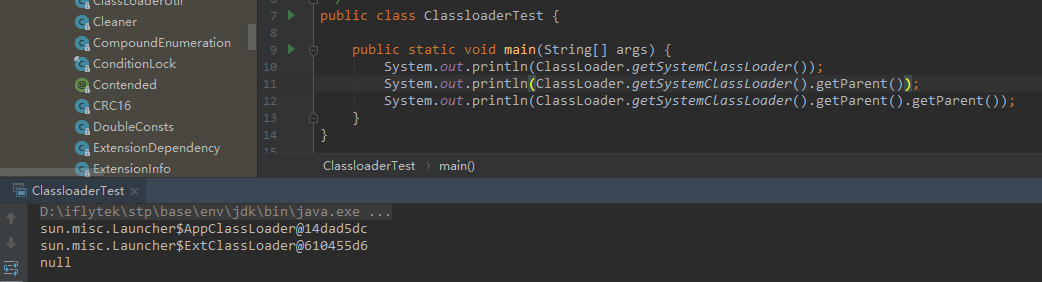 ClassLoaderUtil
Cleaner
CompoundEnumeration
ConditionLock
Contended
CRC16
DoubleConsts
ExtensionDependency
ExtensionInfo
7 public class ClassloaderTest {
8
9 public static void main(String[] args) {
10 System.out.println(ClassLoader.getSystemClassLoader());
11 System.out.println(ClassLoader.getSystemClassLoader().getParent());
12 System.out.println(ClassLoader.getSystemClassLoader().getParent().getParent());
13 }
14 }
15
ClassloaderTest › main()
ClassloaderTest ×
D:\iflytek\stp\base\env\jdk\bin\java.exe ...
sun.misc.Launcher$AppClassLoader@14dad5dc
sun.misc.Launcher$ExtClassLoader@610455d6
null